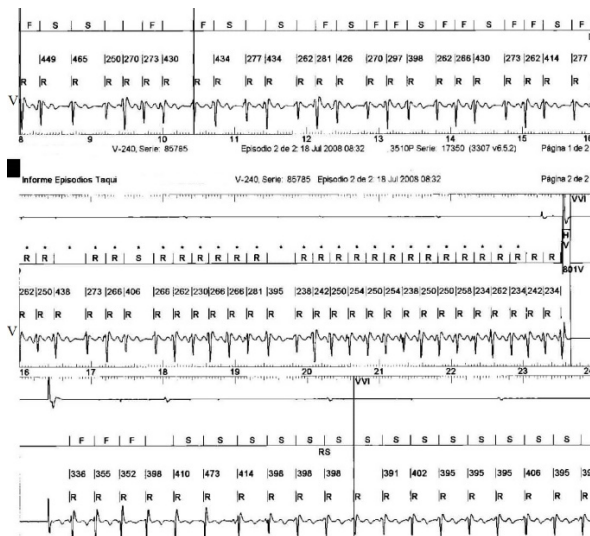 F S S F F S S F S F F S F
449 465 250 270 273 430 434 277 434 262 281 426 270 297 398 262 266 430 273 262 414 277
R R R R R R R R R R R R R R R R R R R R R R R R
V
8 9 10 11 12 13 14 15 16
V-240, Serie: 85785 Episodio 2 de 2: 18 Jul 2008 08:32 3510P Serie: 17350 (3307 v6.5.2) Página 1 de 2
Informe Episodios Taqui V-240, Serie: 85785 Episodio 2 de 2: 18 Jul 2008 08:32 Página 2 de 2
VVI
HV
R R R R S R R R R R R R R R R R R R R R R R R R
801V
262 250 438 273 266 406 266 262 230 266 266 281 395 238 242 250 254 250 254 238 250 250 258 234 262 234 242 234
R R R R R R R R R R R R R R R R R R R R R R R R R R R R
V
16 17 18 19 20 21 22 23 24
VVI
F F F S S S S S S S S S S S S S
RS
336 355 352 398 410 473 414 398 398 398 391 402 395 395 395 406 395
R R R R R R R R R R R R R R R R R R